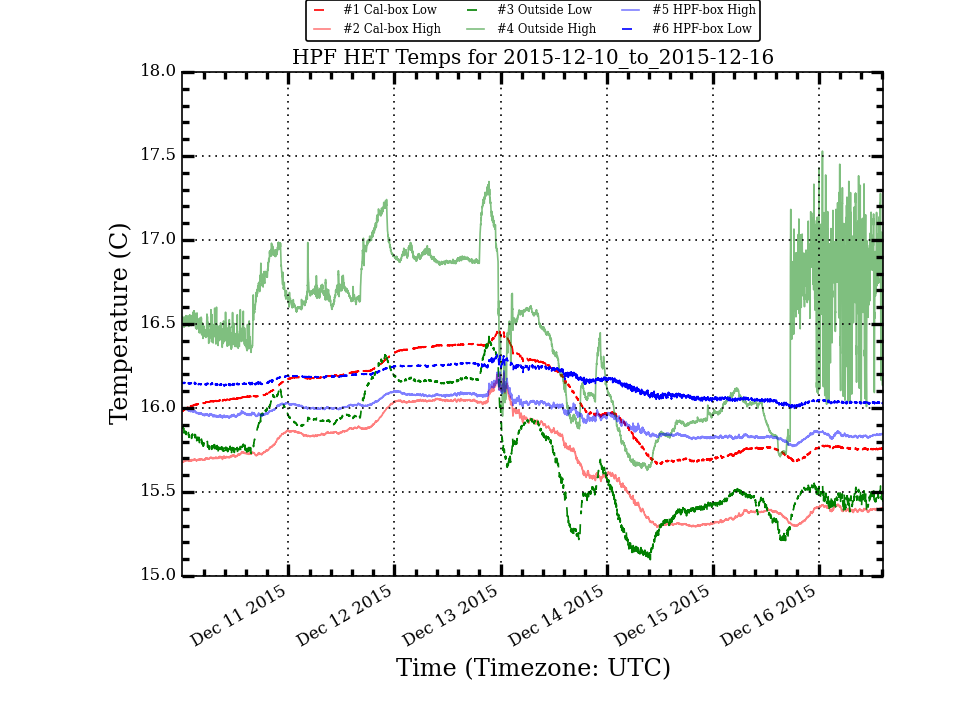 #1 Cal-box Low #3 Outside Low #5 HPF-box High
#2 Cal-box High #4 Outside High #6 HPF-box Low
HPF HET Temps for 2015-12-10_to_2015-12-16
18.0
17.5
17.0
16.5
16.0
15.5
15.0
Temperature (C)
Dec 11 2015 Dec 12 2015 Dec 13 2015 Dec 14 2015 Dec 15 2015 Dec 16 2015
Time (Timezone: UTC)